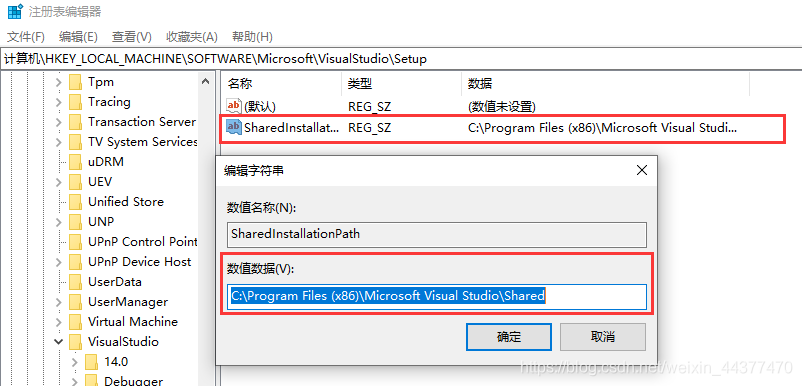 注册表编辑器
文件(F) 编辑(E) 查看(V) 收藏夹(A) 帮助(H)
计算机\HKEY_LOCAL_MACHINE\SOFTWARE\Microsoft\VisualStudio\Setup
Tpm
Tracing
Transaction Server
TV System Services
uDRM
UEV
Unified Store
UNP
UPnP Control Point
UPnP Device Host
UserData
UserManager
Virtual Machine
VisualStudio
14.0
Debugger
名称 类型 数据
ab (默认) REG_SZ (数值未设置)
ab SharedInstallat... REG_SZ C:\Program Files (x86)\Microsoft Visual Studi...
编辑字符串
数值名称(N):
SharedInstallationPath
数值数据(V):
C:\Program Files (x86)\Microsoft Visual Studio\Shared
确定 取消
https://blog.csdn.net/weixin_44377470